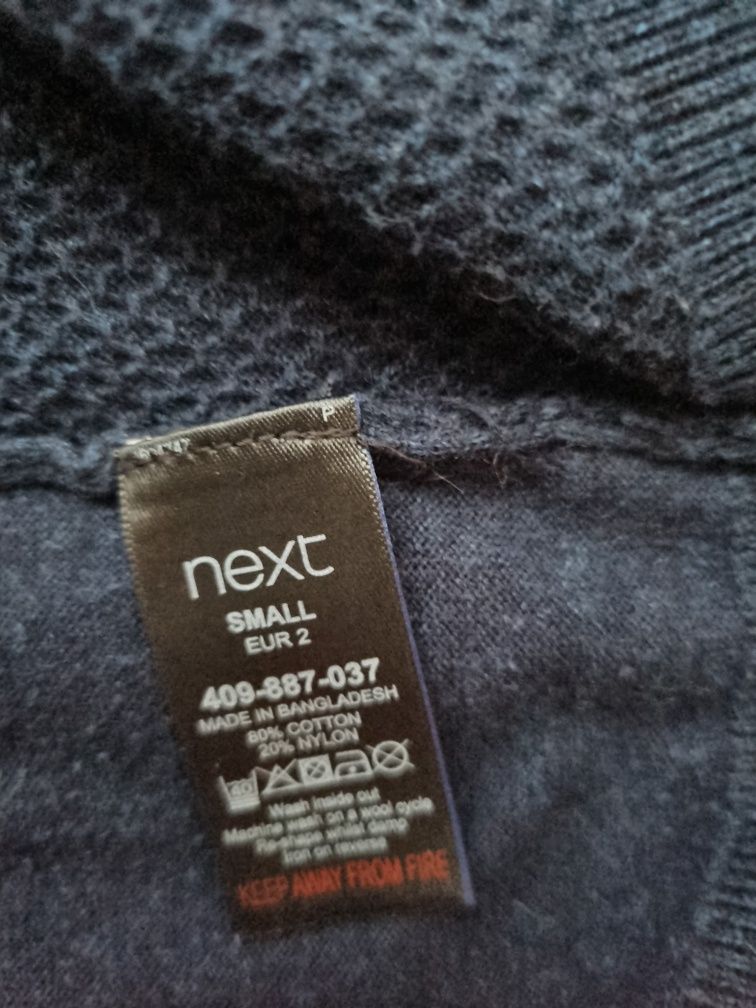 P
next
SMALL
EUR 2
409-887-037
MADE IN BANGLADESH
80% COTTON
20% NYLON
40
Wash inside out
Machine wash on a wool cycle
Re-shape whilst damp
Iron on reverse
KEEP AWAY FROM FIRE